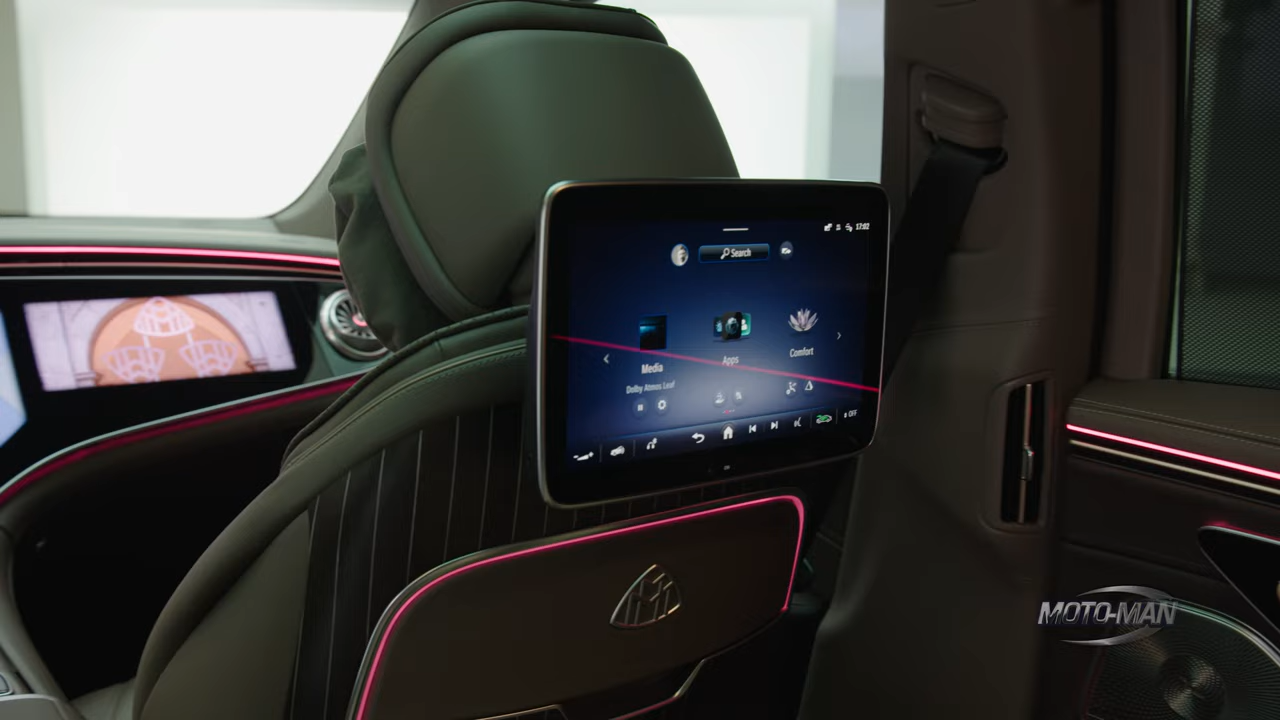 17:02
Search
Media
Apps
Comfort
Dolby Atmos Leaf
OFF
MOTO-MAN